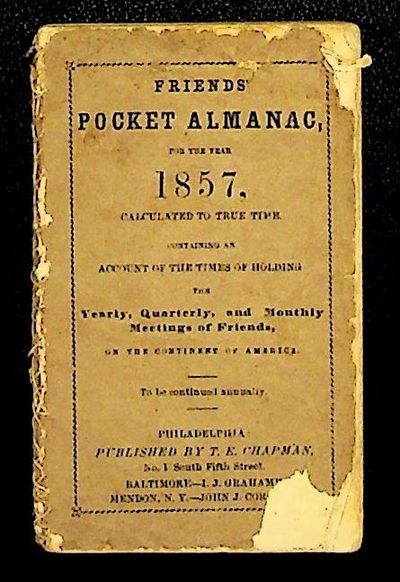 FRIENDS'
POCKET ALMANAC,
FOR THE YEAR
1857,
CALCULATED TO TRUE TIME.
CONTAINING AN
ACCOUNT OF THE TIMES OF HOLDING
THE
Yearly, Quarterly, and Monthly
Meetings of Friends,
ON THE CONTINENT OF AMERICA.
To be continued annually.
PHILADELPHIA:
PUBLISHED BY T. E. CHAPMAN,
No. 1 South Fifth Street.
BALTIMORE—I. J. GRAHAM
MENDON, N. Y.—JOHN J. COR